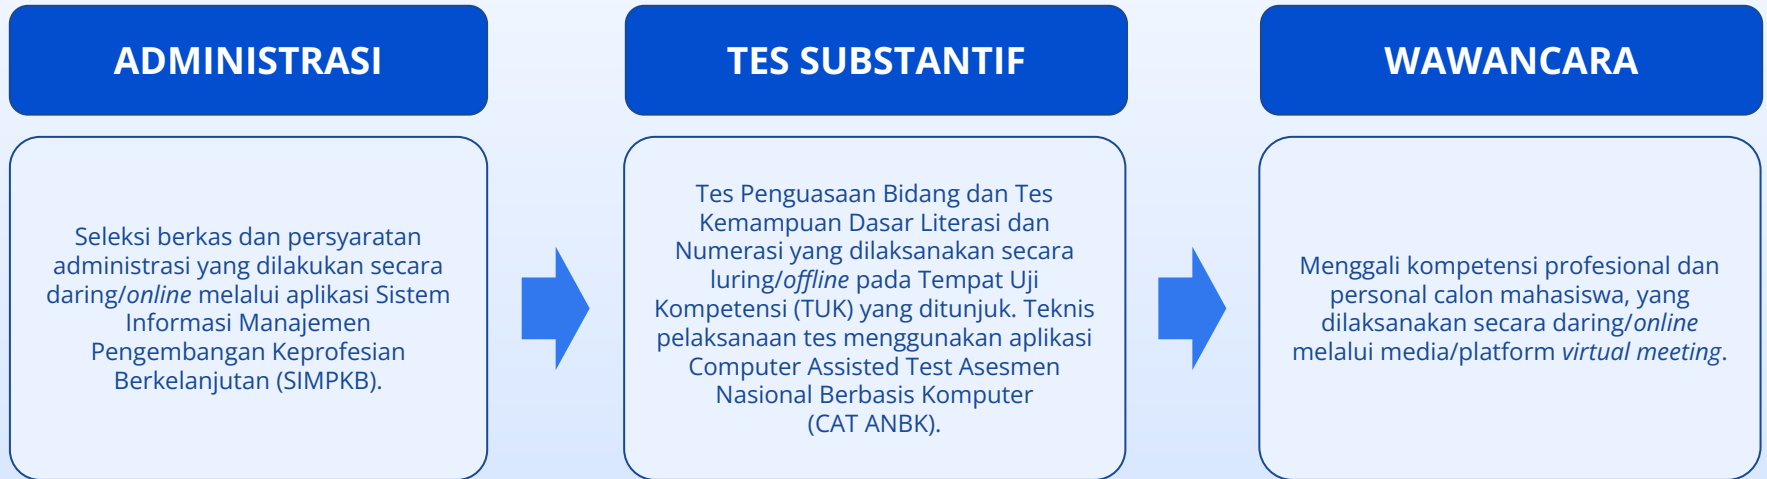 ADMINISTRASI
Seleksi berkas dan persyaratan
administrasi yang dilakukan secara
daring/online melalui aplikasi Sistem
Informasi Manajemen
Pengembangan Keprofesian
Berkelanjutan (SIMPKB).
TES SUBSTANTIF
Tes Penguasaan Bidang dan Tes
Kemampuan Dasar Literasi dan
Numerasi yang dilaksanakan secara
luring/offline pada Tempat Uji
Kompetensi (TUK) yang ditunjuk. Teknis
pelaksanaan tes menggunakan aplikasi
Computer Assisted Test Asesmen
Nasional Berbasis Komputer
(CAT ANBK).
WAWANCARA
Menggali kompetensi profesional dan
personal calon mahasiswa, yang
dilaksanakan secara daring/online
melalui media/platform virtual meeting.